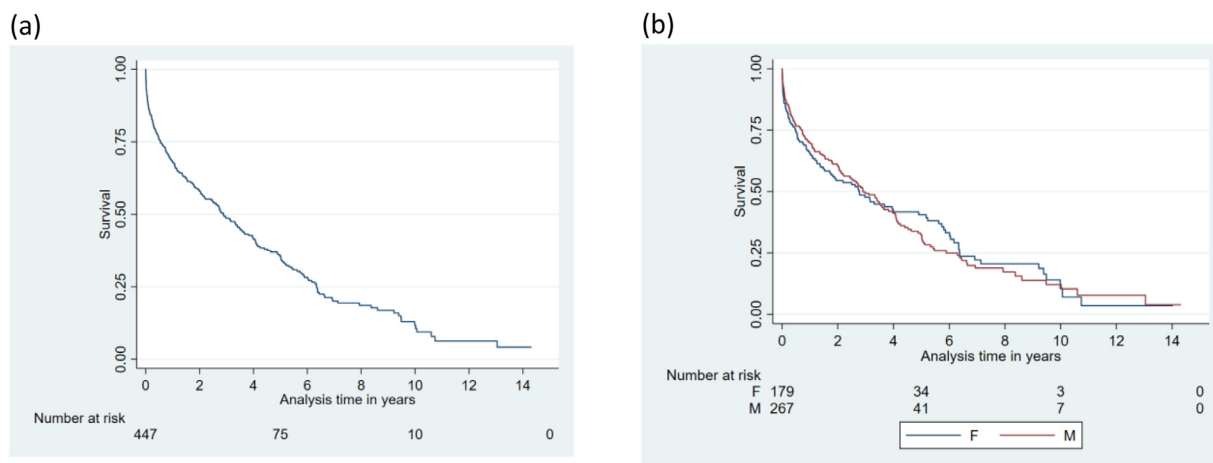 (a)
1.00
0.75
0.50
0.25
0.00
Survival
0 2 4 6 8 10 12 14
Analysis time in years
Number at risk
447 75 10 0
(b)
1.00
0.75
0.50
0.25
0.00
Survival
0 2 4 6 8 10 12 14
Analysis time in years
Number at risk
F 179 34 3 0
M 267 41 7 0
F M